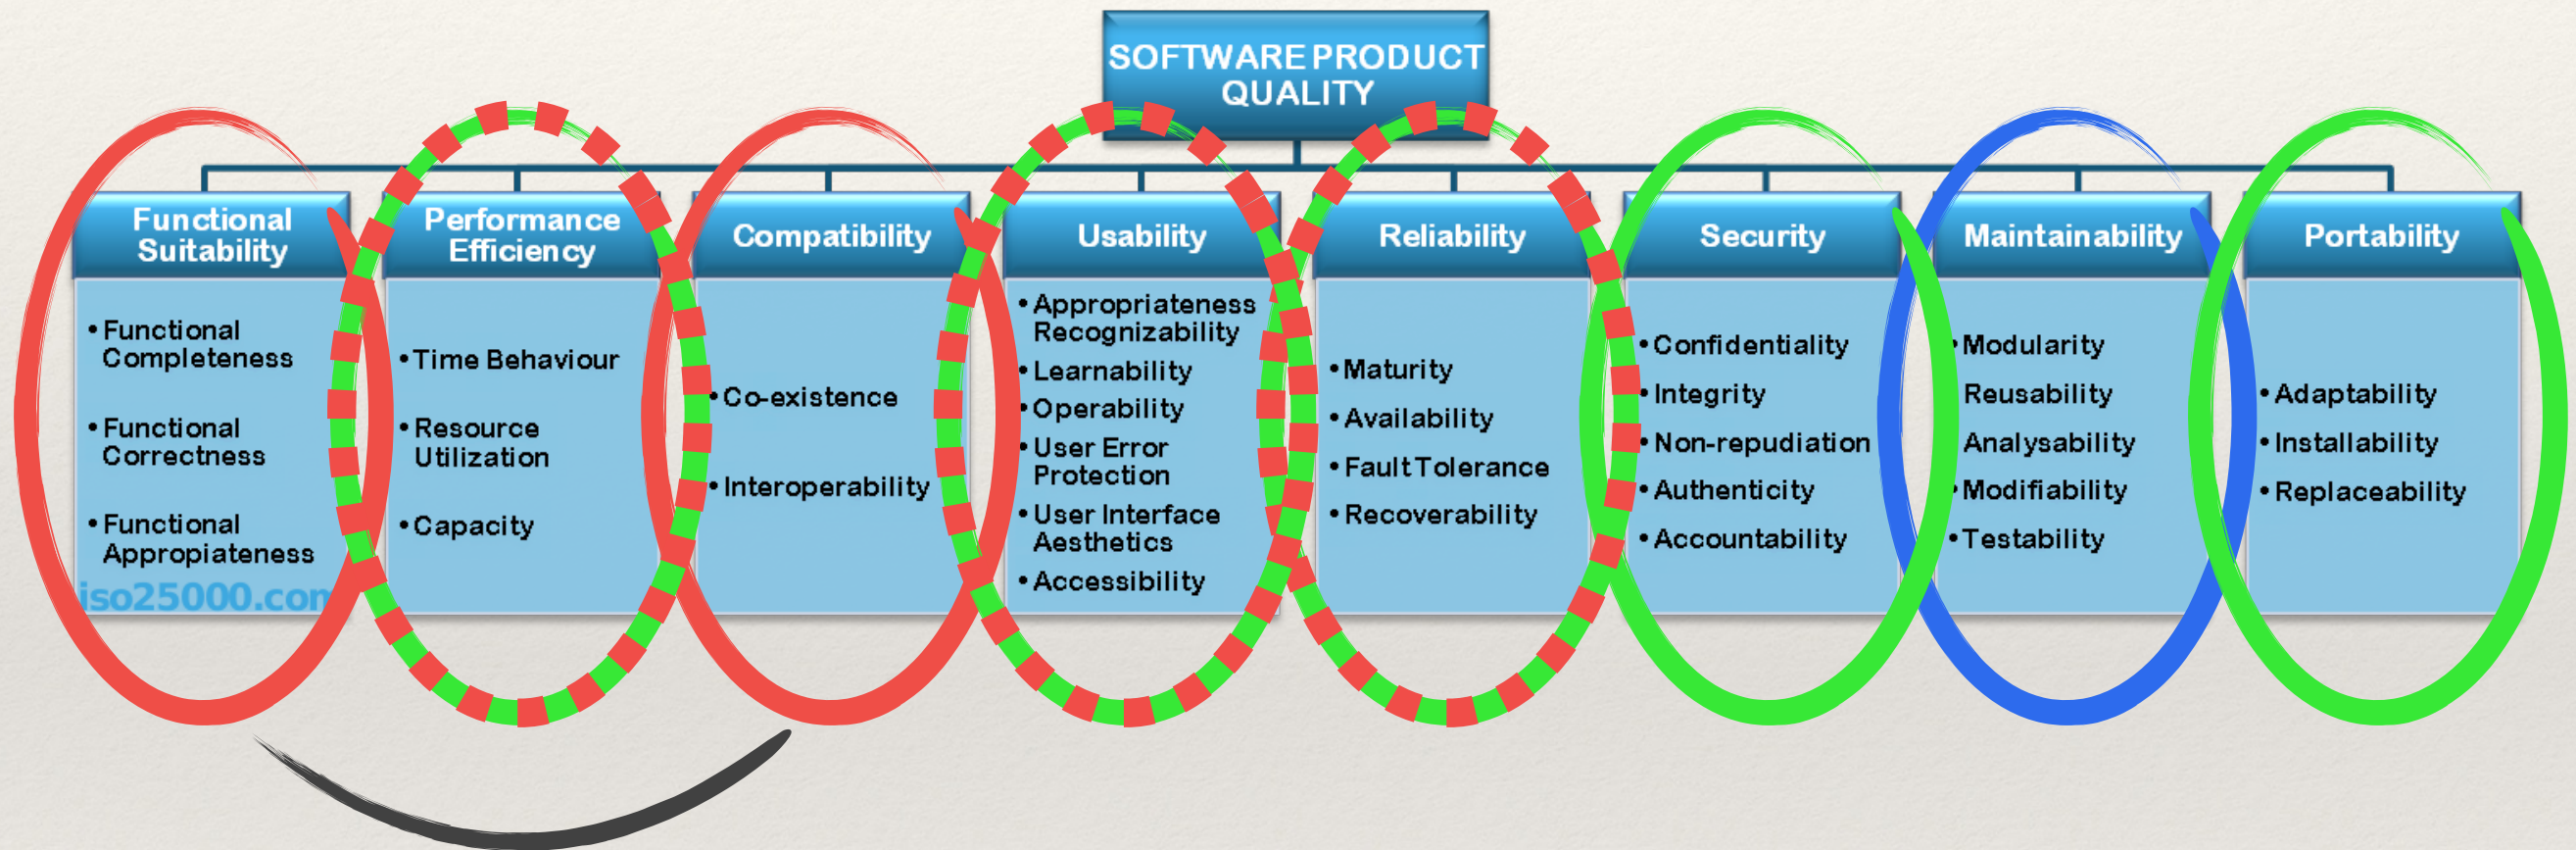 SOFTWARE PRODUCT
QUALITY
Functional
Suitability
• Functional
Completeness
• Functional
Correctness
• Functional
Appropiateness
iso25000.com
Performance
Efficiency
• Time Behaviour
• Resource
Utilization
• Capacity
Compatibility
• Co-existence
• Interoperability
Usability
• Appropriateness
Recognizability
• Learnability
• Operability
• User Error
Protection
• User Interface
Aesthetics
• Accessibility
Reliability
• Maturity
• Availability
• Fault Tolerance
• Recoverability
Security
• Confidentiality
• Integrity
• Non-repudiation
• Authenticity
• Accountability
Maintainability
• Modularity
Reusability
Analysability
• Modifiability
• Testability
Portability
• Adaptability
• Installability
• Replaceability